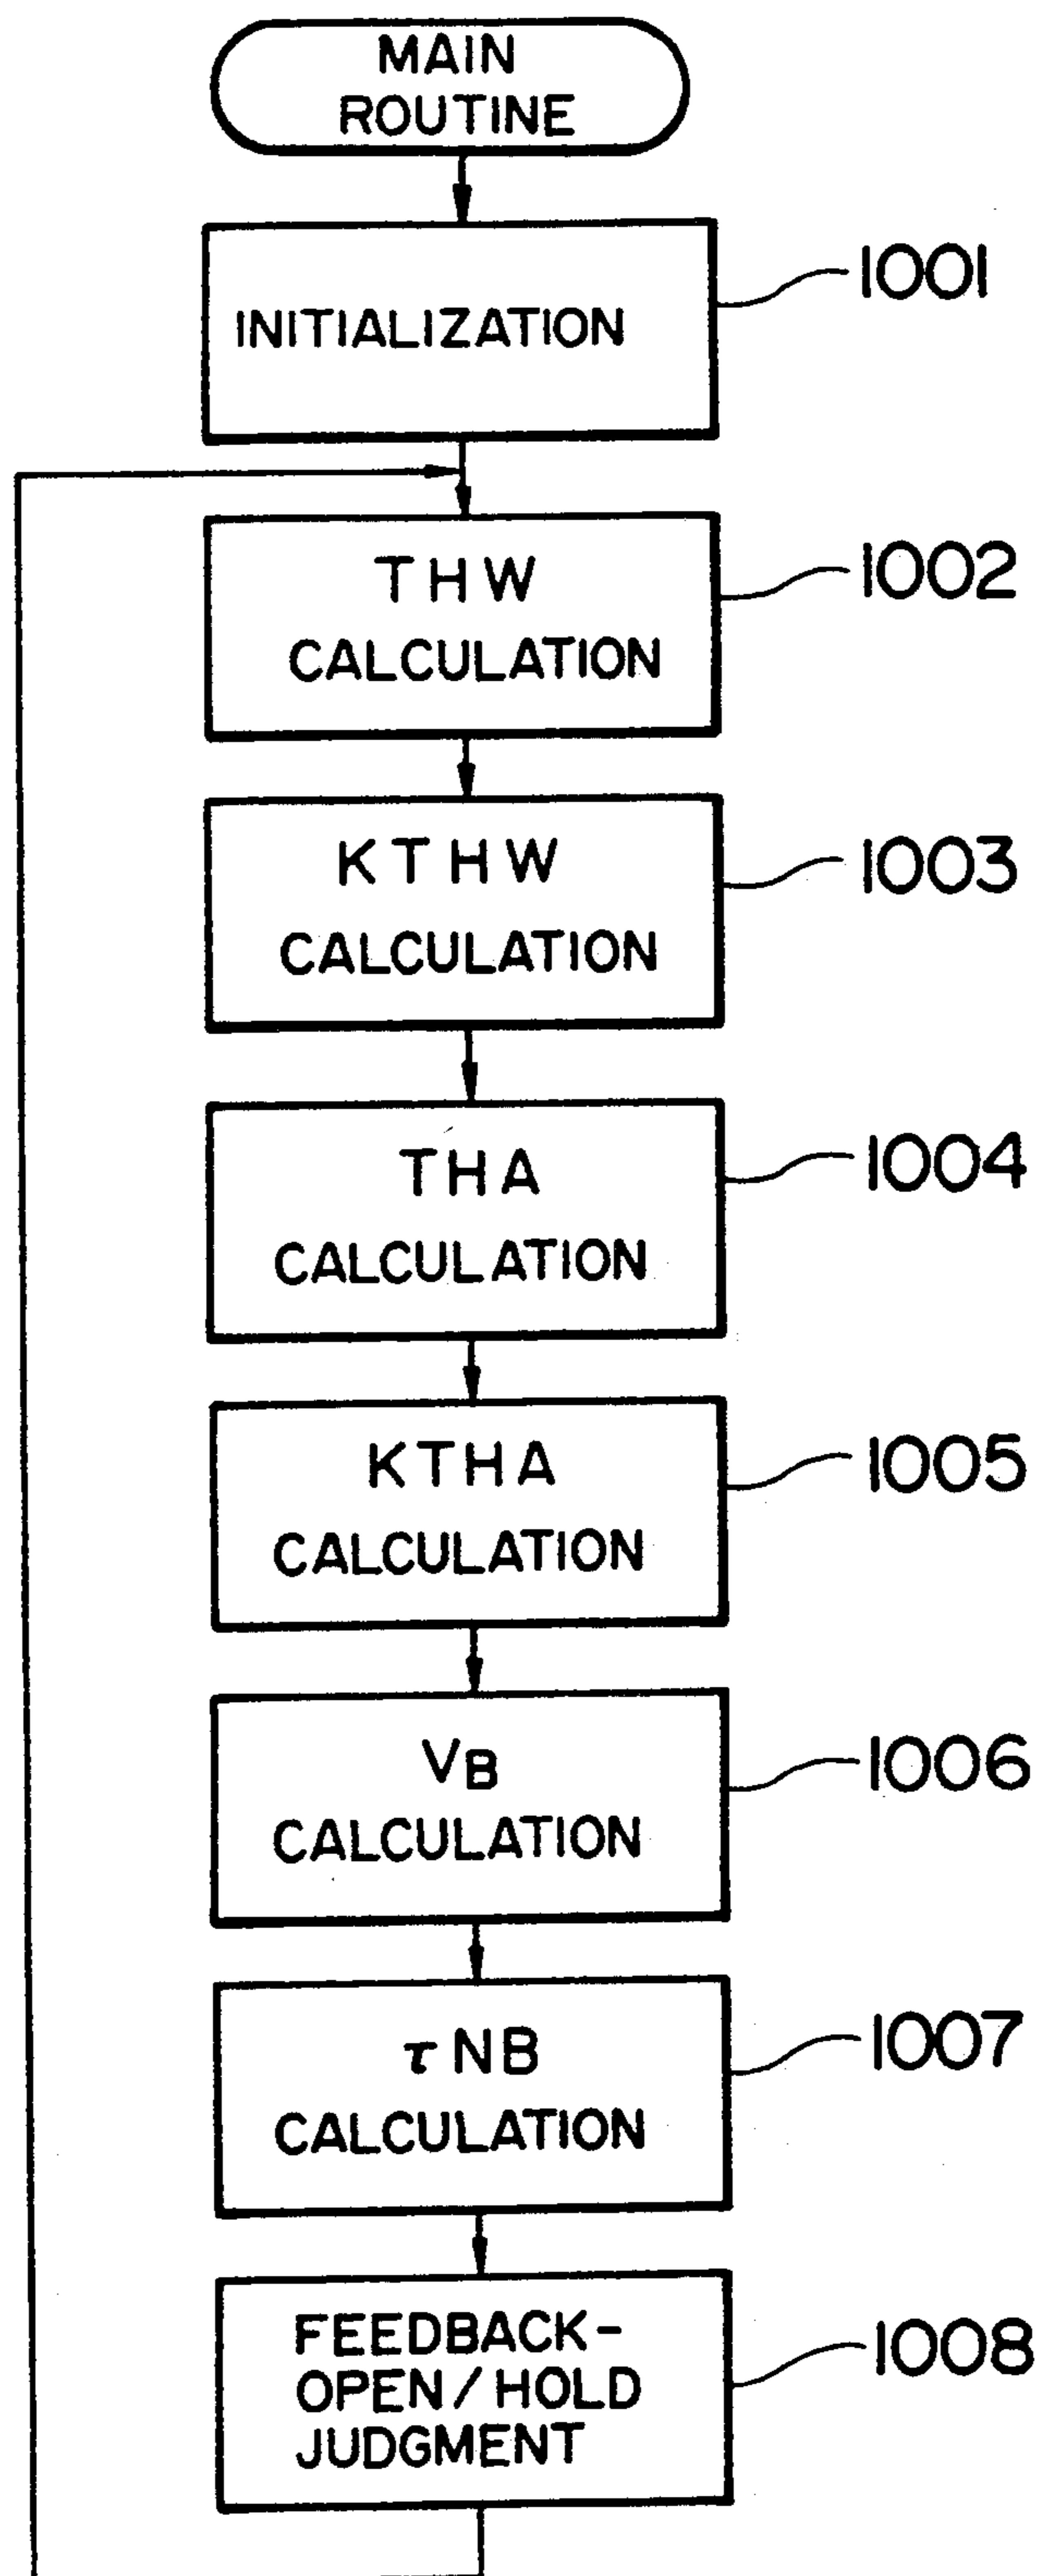 MAIN
ROUTINE
INITIALIZATION
1001
THW
CALCULATION
1002
KTHW
CALCULATION
1003
THA
CALCULATION
1004
KTHA
CALCULATION
1005
VB
CALCULATION
1006
τNB
CALCULATION
1007
FEEDBACK-
OPEN/HOLD
JUDGMENT
1008